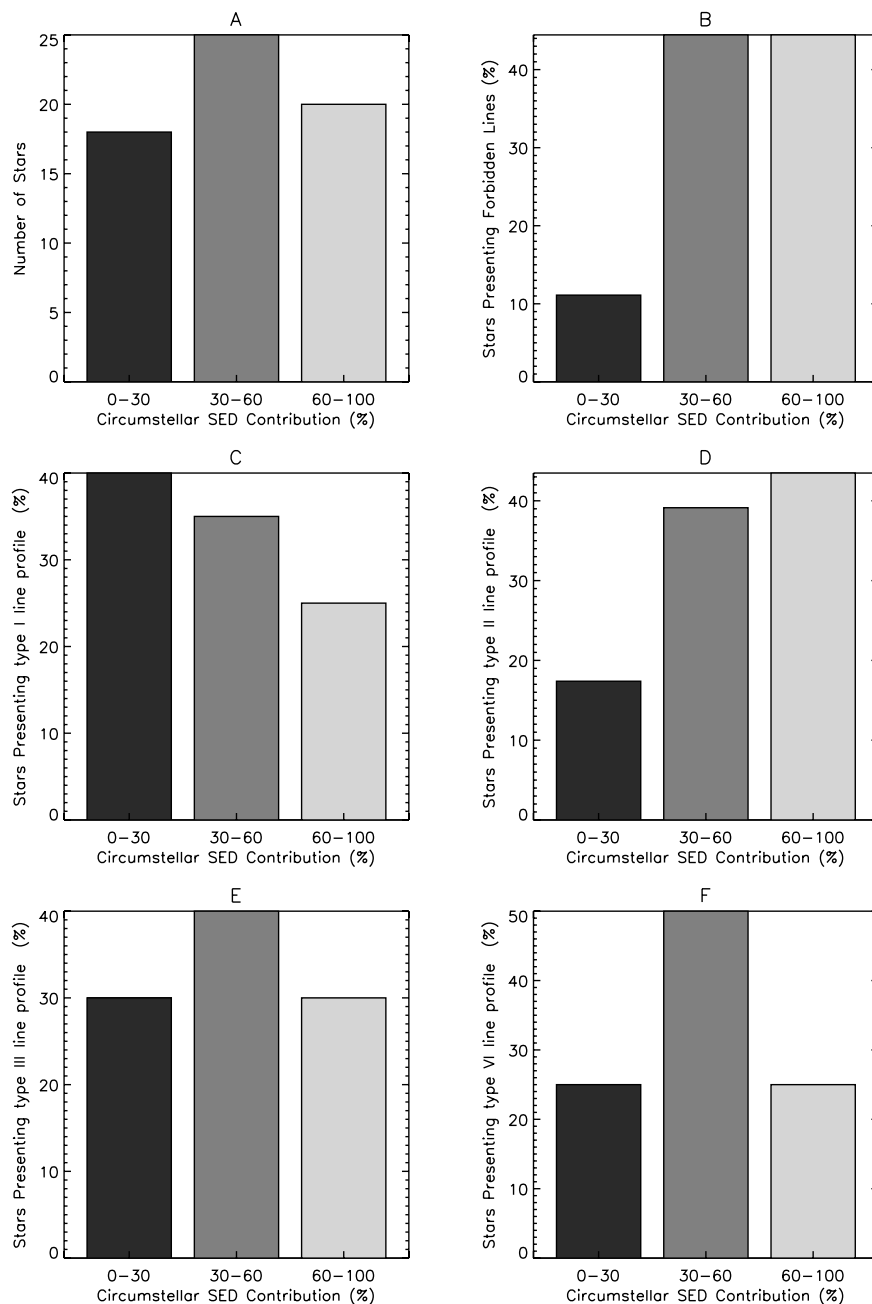 A
25
20
15
10
5
0
Number of Stars
0-30 30-60 60-100
Circumstellar SED Contribution (%)
B
40
30
20
10
0
Stars Presenting Forbidden Lines (%)
0-30 30-60 60-100
Circumstellar SED Contribution (%)
C
40
30
20
10
0
Stars Presenting type I line profile (%)
0-30 30-60 60-100
Circumstellar SED Contribution (%)
D
40
30
20
10
0
Stars Presenting type II line profile (%)
0-30 30-60 60-100
Circumstellar SED Contribution (%)
E
40
30
20
10
0
Stars Presenting type III line profile (%)
0-30 30-60 60-100
Circumstellar SED Contribution (%)
F
50
40
30
20
10
0
Stars Presenting type VI line profile (%)
0-30 30-60 60-100
Circumstellar SED Contribution (%)